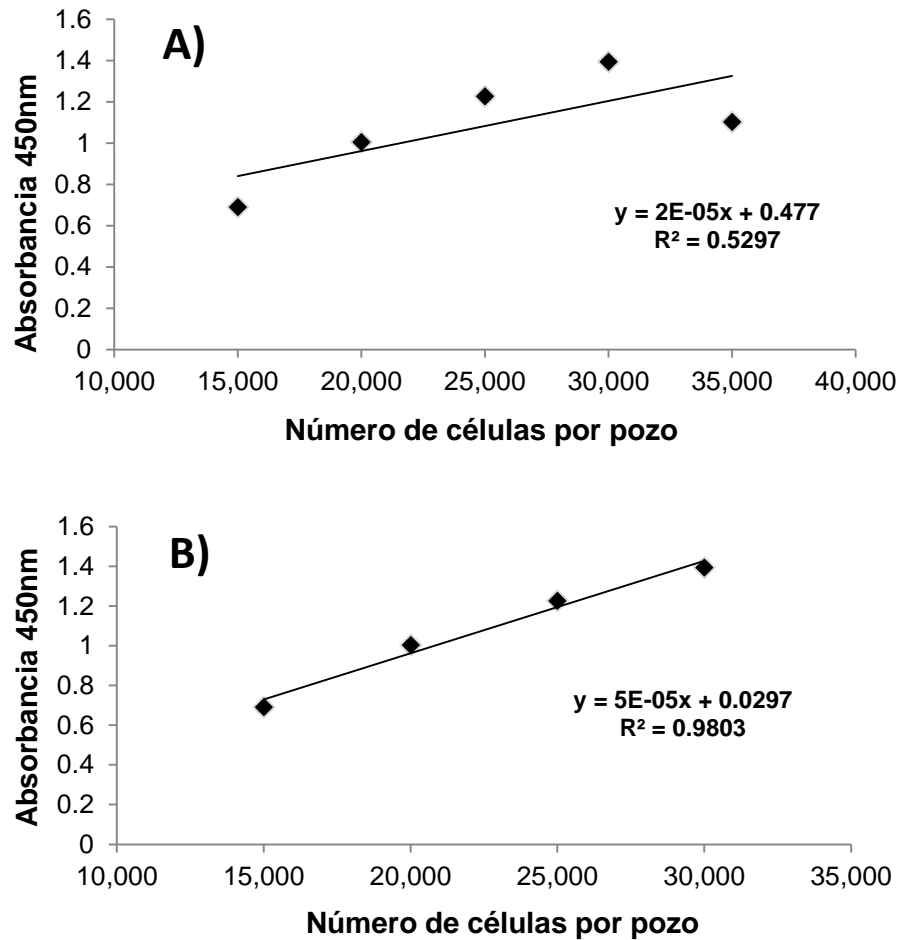 A)
Absorbancia 450nm
1.6
1.4
1.2
1
0.8
0.6
0.4
0.2
0
y = 2E-05x + 0.477
R² = 0.5297
10,000 15,000 20,000 25,000 30,000 35,000 40,000
Número de células por pozo
B)
Absorbancia 450nm
1.6
1.4
1.2
1
0.8
0.6
0.4
0.2
0
y = 5E-05x + 0.0297
R² = 0.9803
10,000 15,000 20,000 25,000 30,000 35,000
Número de células por pozo